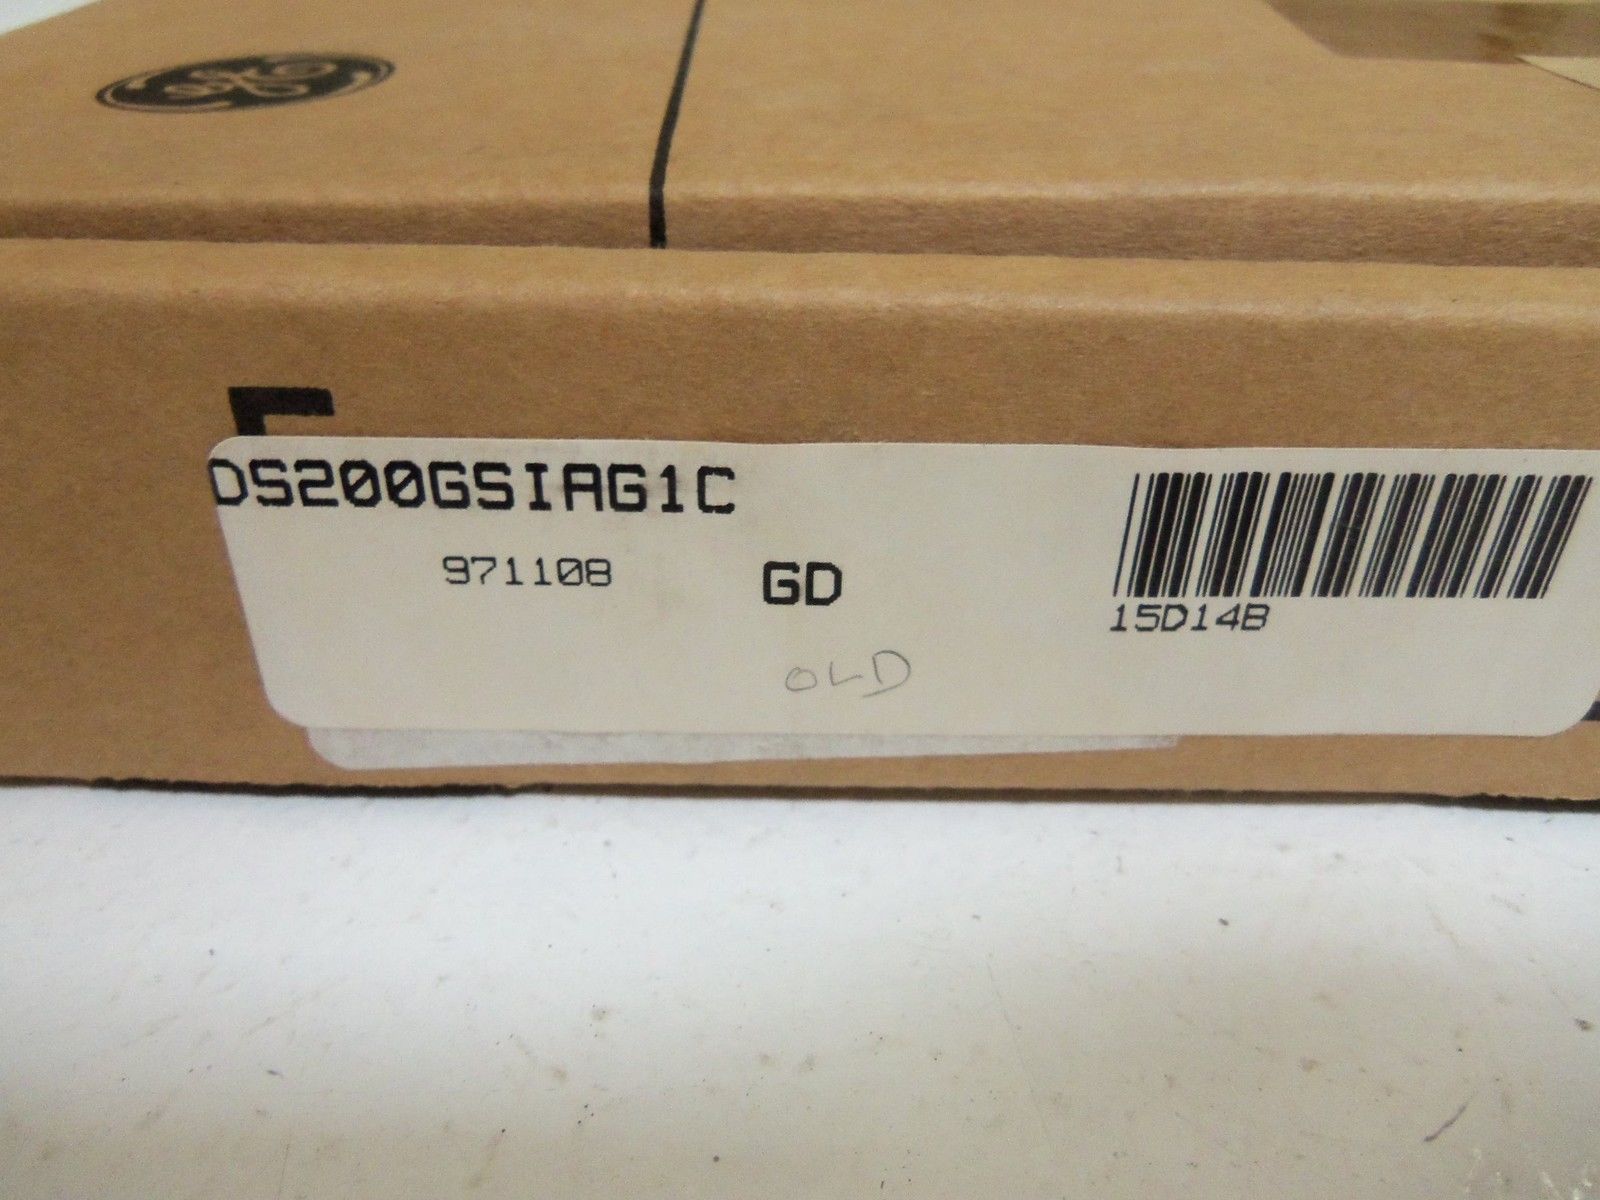 DS200GSIAG1C
971108
GD
15D14B
OLD